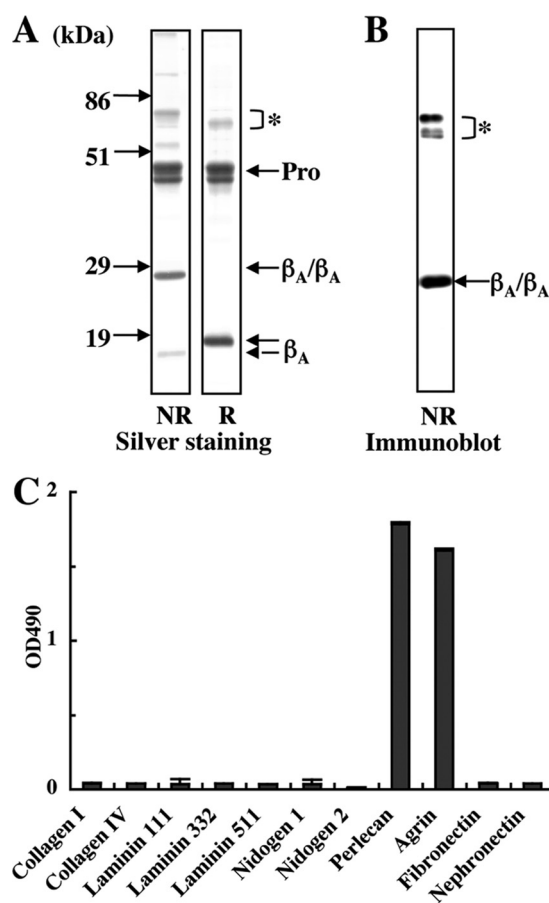 A (kDa)
B
86
51
29
19
*
Pro
βA/βA
βA
NR R
Silver staining
*
βA/βA
NR
Immunoblot
C
2
1
0
OD490
Collagen I
Collagen IV
Laminin 111
Laminin 332
Laminin 511
Nidogen 1
Nidogen 2
Perlecan
Agrin
Fibronectin
Nephronectin